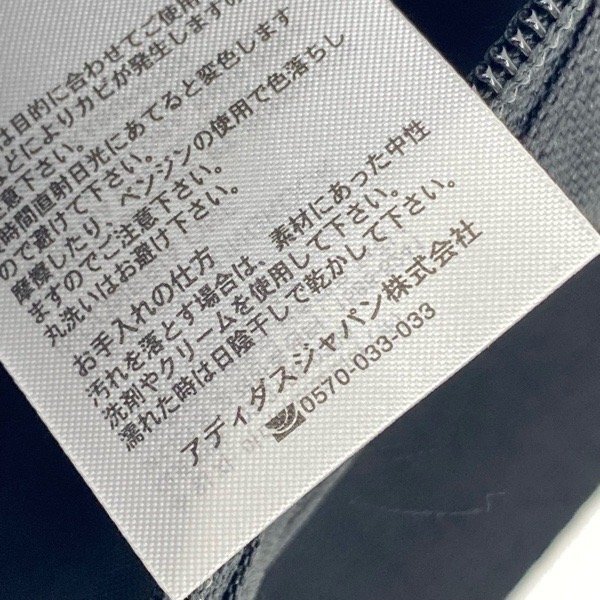 は目的に合わせてご使用
どによりカビが発生しますの
意下さい。
時間直射日光にあてると変色します
ので避けて下さい。
摩擦したり、ベンジンの使用で色落ちし
ますのでご注意下さい。
丸洗いはお避け下さい。
お手入れの仕方
汚れを落とす場合は、素材にあった中性
洗剤やクリームを使用して下さい。
濡れた時は日陰干しで乾かして下さい。
アディダスジャパン株式会社
0570-033-033